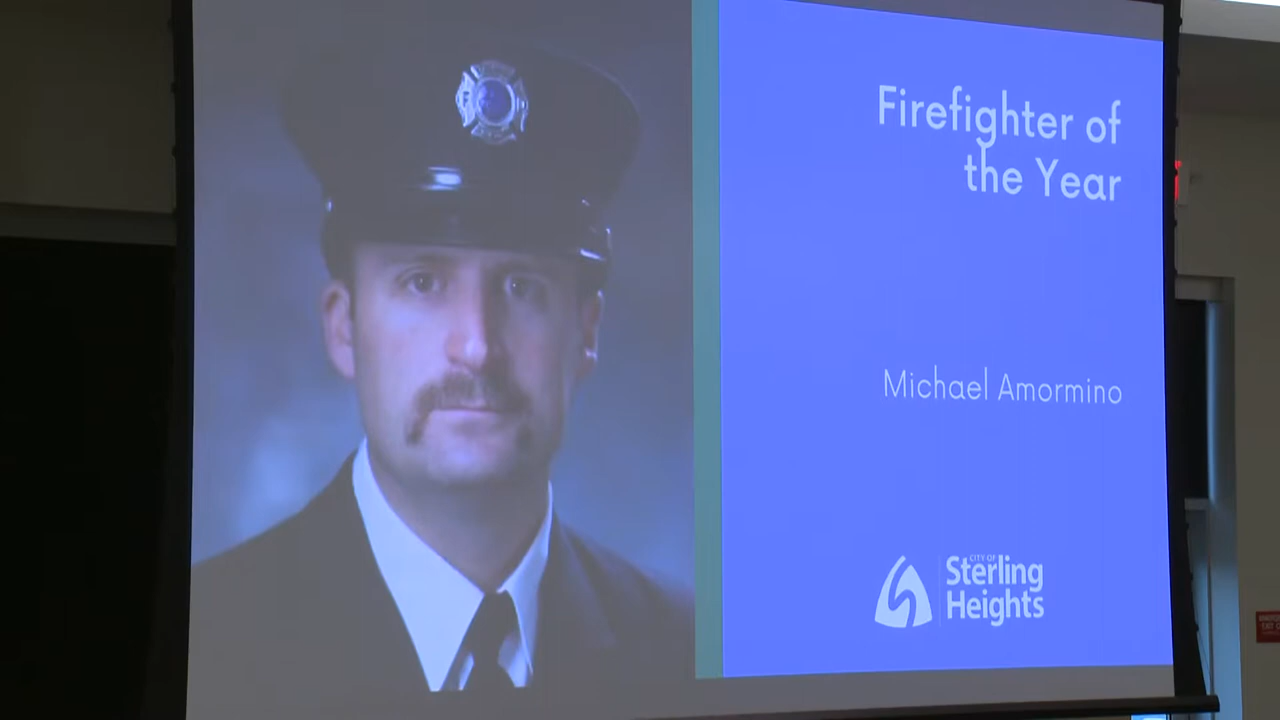 Firefighter of
the Year
Michael Amormino
CITY OF
Sterling
Heights